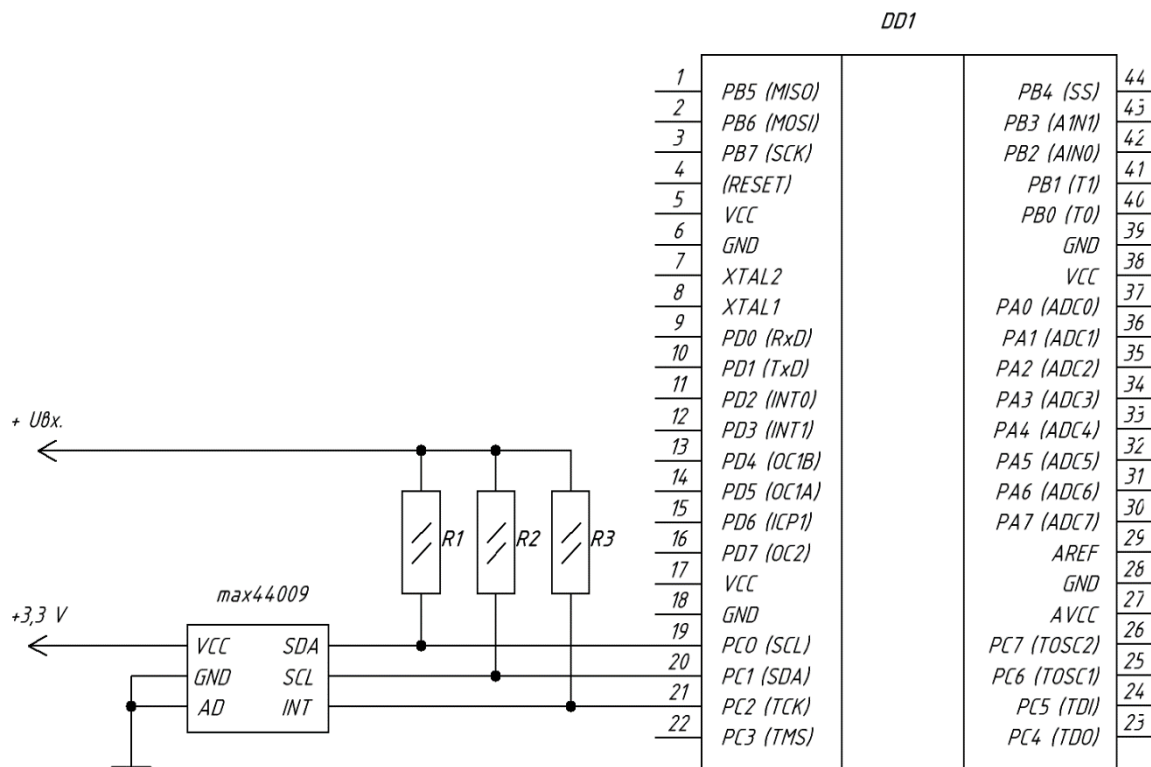 DD1
1 PB5 (MISO) PB4 (SS) 44
2 PB6 (MOSI) PB3 (A1N1) 43
3 PB7 (SCK) PB2 (AIN0) 42
4 (RESET) PB1 (T1) 41
5 VCC PB0 (T0) 40
6 GND GND 39
7 XTAL2 VCC 38
8 XTAL1 PA0 (ADC0) 37
9 PD0 (RxD) PA1 (ADC1) 36
10 PD1 (TxD) PA2 (ADC2) 35
11 PD2 (INT0) PA3 (ADC3) 34
+ Uвх. 12 PD3 (INT1) PA4 (ADC4) 33
13 PD4 (OC1B) PA5 (ADC5) 32
14 PD5 (OC1A) PA6 (ADC6) 31
15 PD6 (ICP1) PA7 (ADC7) 30
R1 R2 R3
16 PD7 (OC2) AREF 29
17 VCC GND 28
max44009
18 GND AVCC 27
+3,3 V 19 PC0 (SCL) PC7 (TOSC2) 26
VCC SDA
20 PC1 (SDA) PC6 (TOSC1) 25
GND SCL
21 PC2 (TCK) PC5 (TDI) 24
AD INT
22 PC3 (TMS) PC4 (TDO) 23